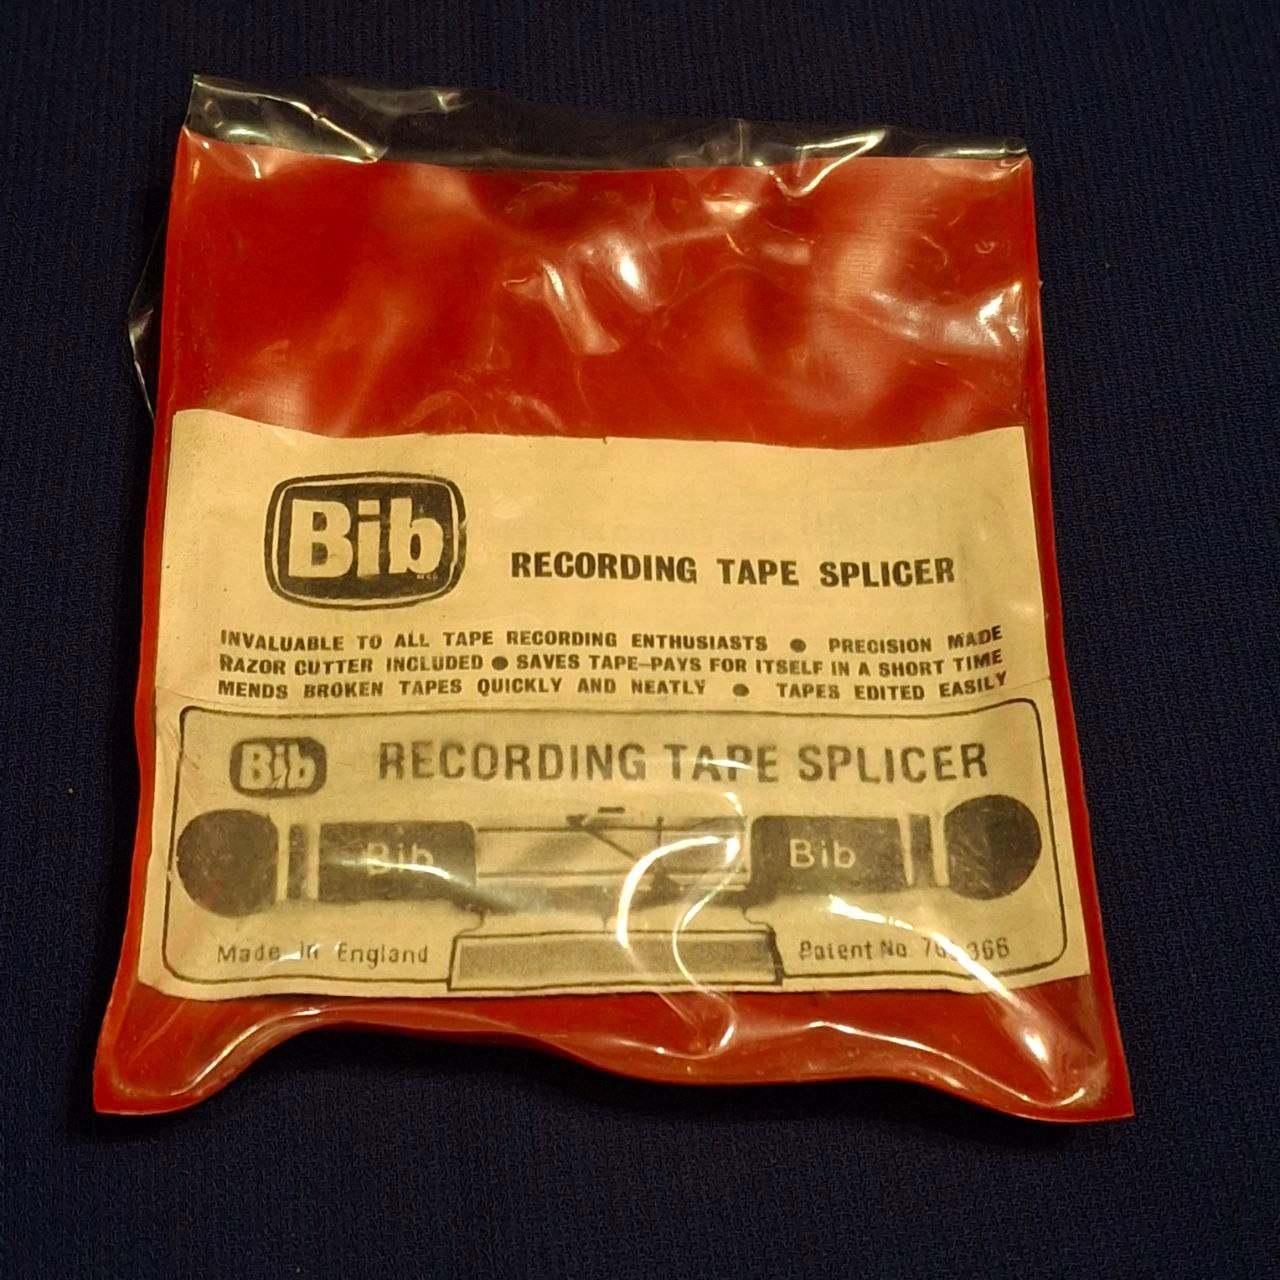 Bib
RECORDING TAPE SPLICER
INVALUABLE TO ALL TAPE RECORDING ENTHUSIASTS ● PRECISION MADE
RAZOR CUTTER INCLUDED ● SAVES TAPE-PAYS FOR ITSELF IN A SHORT TIME
MENDS BROKEN TAPES QUICKLY AND NEATLY ● TAPES EDITED EASILY
Bib RECORDING TAPE SPLICER
Bib Bib
Made in England Patent No.